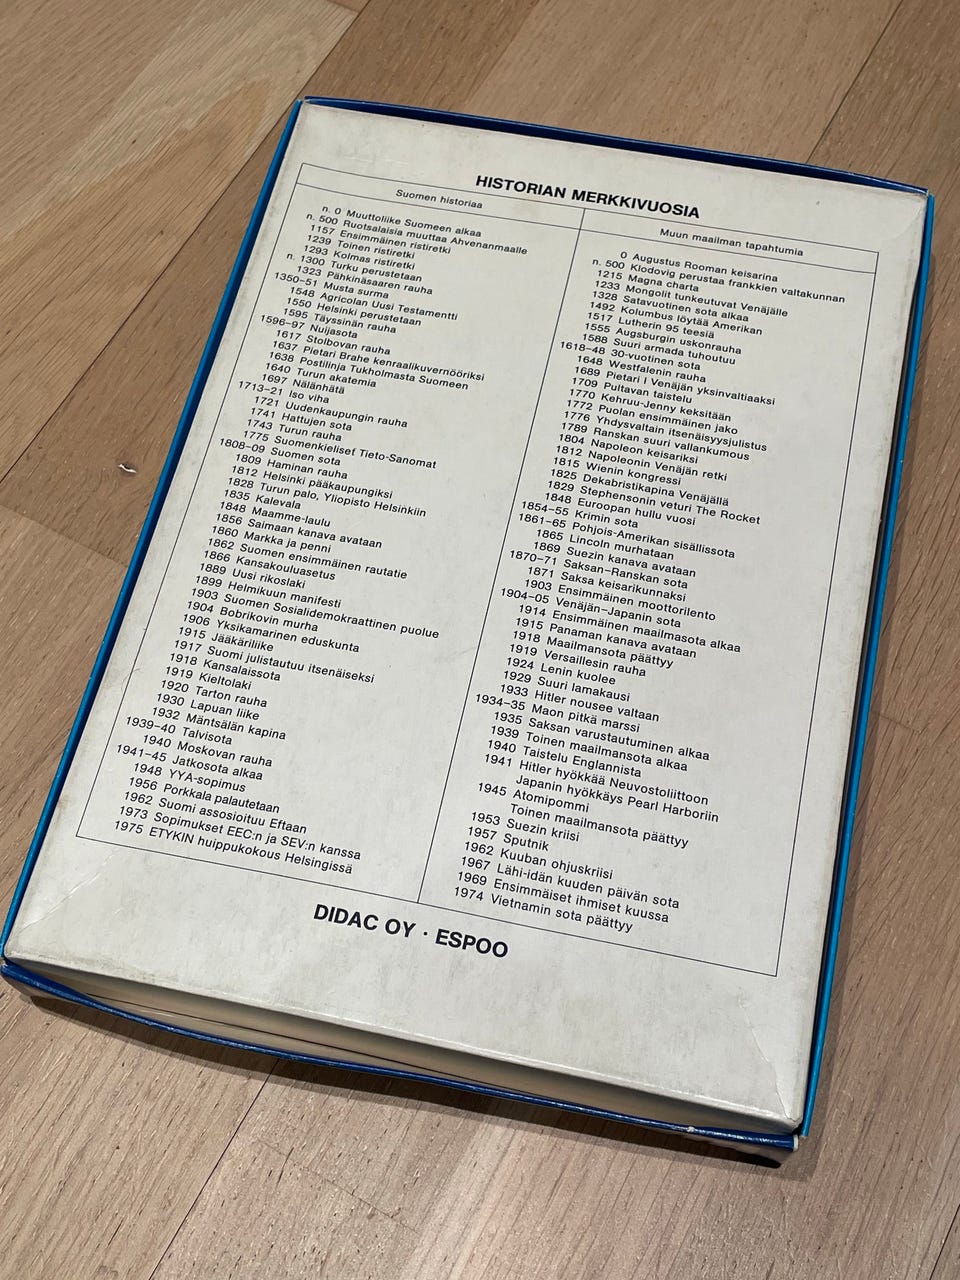 HISTORIAN MERKKIVUOSIA
Suomen historiaa
n. 0 Muuttoliike Suomeen alkaa
n. 500 Ruotsalaisia muuttaa Ahvenanmaalle
1157 Ensimmäinen ristiretki
1239 Toinen ristiretki
1293 Kolmas ristiretki
n. 1300 Turku perustetaan
1323 Pähkinäsaaren rauha
1350–51 Musta surma
1548 Agricolan Uusi Testamentti
1550 Helsinki perustetaan
1595 Täyssinän rauha
1596–97 Nuijasota
1617 Stolbovan rauha
1637 Pietari Brahe kenraalikuvernööriksi
1638 Postilinja Tukholmasta Suomeen
1640 Turun akatemia
1697 Nälänhätä
1713–21 Iso viha
1721 Uudenkaupungin rauha
1741 Hattujen sota
1743 Turun rauha
1775 Suomenkieliset Tieto-Sanomat
1808–09 Suomen sota
1809 Haminan rauha
1812 Helsinki pääkaupungiksi
1828 Turun palo, Yliopisto Helsinkiin
1835 Kalevala
1848 Maamme-laulu
1856 Saimaan kanava avataan
1860 Markka ja penni
1862 Suomen ensimmäinen rautatie
1866 Kansakouluasetus
1889 Uusi rikoslaki
1899 Helmikuun manifesti
1903 Suomen Sosialidemokraattinen puolue
1904 Bobrikovin murha
1906 Yksikamarinen eduskunta
1915 Jääkäriliike
1917 Suomi julistautuu itsenäiseksi
1918 Kansalaissota
1919 Kieltolaki
1920 Tarton rauha
1930 Lapuan liike
1932 Mäntsälän kapina
1939–40 Talvisota
1940 Moskovan rauha
1941–45 Jatkosota alkaa
1948 YYA-sopimus
1956 Porkkala palautetaan
1962 Suomi assosioituu Eftaan
1973 Sopimukset EEC:n ja SEV:n kanssa
1975 ETYKIN huippukokous Helsingissä
Muun maailman tapahtumia
0 Augustus Rooman keisarina
n. 500 Klodovig perustaa frankkien valtakunnan
1215 Magna charta
1233 Mongolit tunkeutuvat Venäjälle
1328 Satavuotinen sota alkaa
1492 Kolumbus löytää Amerikan
1517 Lutherin 95 teesiä
1555 Augsburgin uskonrauha
1588 Suuri armada tuhoutuu
1618–48 30-vuotinen sota
1648 Westfalenin rauha
1689 Pietari I Venäjän yksinvaltiaaksi
1709 Pultavan taistelu
1770 Kehruu-Jenny keksitään
1772 Puolan ensimmäinen jako
1776 Yhdysvaltain itsenäisyysjulistus
1789 Ranskan suuri vallankumous
1804 Napoleon keisariksi
1812 Napoleonin Venäjän retki
1815 Wienin kongressi
1825 Dekabristikapina Venäjällä
1829 Stephensonin veturi The Rocket
1848 Euroopan hullu vuosi
1854–55 Krimin sota
1861–65 Pohjois-Amerikan sisällissota
1865 Lincoln murhataan
1869 Suezin kanava avataan
1870–71 Saksan–Ranskan sota
1871 Saksa keisarikunnaksi
1903 Ensimmäinen moottorilento
1904–05 Venäjän–Japanin sota
1914 Ensimmäinen maailmasota alkaa
1915 Panaman kanava avataan
1918 Maailmansota päättyy
1919 Versaillesin rauha
1924 Lenin kuolee
1929 Suuri lamakausi
1933 Hitler nousee valtaan
1934–35 Maon pitkä marssi
1935 Saksan varustautuminen alkaa
1939 Toinen maailmansota alkaa
1940 Taistelu Englannista
1941 Hitler hyökkää Neuvostoliittoon
Japanin hyökkäys Pearl Harboriin
1945 Atomipommi
Toinen maailmansota päättyy
1953 Suezin kriisi
1957 Sputnik
1962 Kuuban ohjuskriisi
1967 Lähi-idän kuuden päivän sota
1969 Ensimmäiset ihmiset kuussa
1974 Vietnamin sota päättyy
DIDAC OY · ESPOO